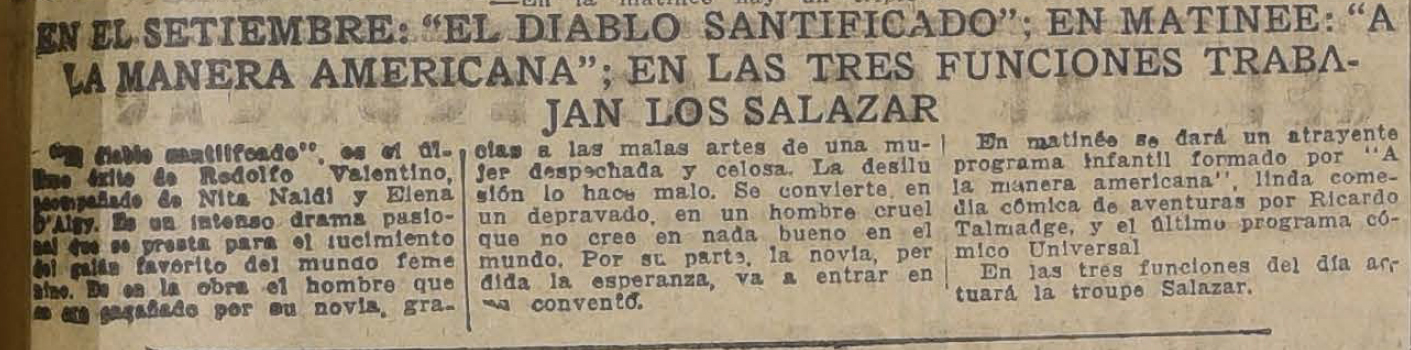 EN EL SETIEMBRE: "EL DIABLO SANTIFICADO"; EN MATINEE: "A
LA MANERA AMERICANA"; EN LAS TRES FUNCIONES TRABA-
JAN LOS SALAZAR
"El diablo santifcado", es el úl-
timo éxito de Rodolfo Valentino,
acompañado de Nita Naldi y Elena
D'Algy. Es un intenso drama pasio-
nal que se presta para el lucimiento
del galán favorito del mundo feme
nino. Es en la obra el hombre que
se cre engañado por su novia, gra-
cias a las malas artes de una mu-
jer despechada y celosa. La desilu
sión lo hace malo. Se convierte, en
un depravado, en un hombre cruel
que no cree en nada bueno en el
mundo. Por su parte, la novia, per
dida la esperanza, va a entrar en
convento.
En matinée se dará un atrayente
programa infantil formado por "A
la manera americana", linda come-
dia cómica de aventuras por Ricardo
Talmadge, y el último programa có-
mico Universal
En las tres funciones del día ac-
tuará la troupe Salazar.